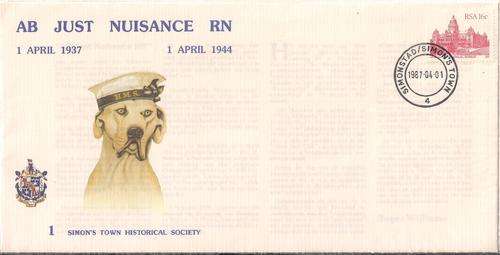 AB JUST NUISANCE RN
1 APRIL 1937
1 APRIL 1944
RSA 16c
SIMONSTAD/SIMON'S TOWN
1987-04-01
4
H.M.S.
1 SIMON'S TOWN HISTORICAL SOCIETY